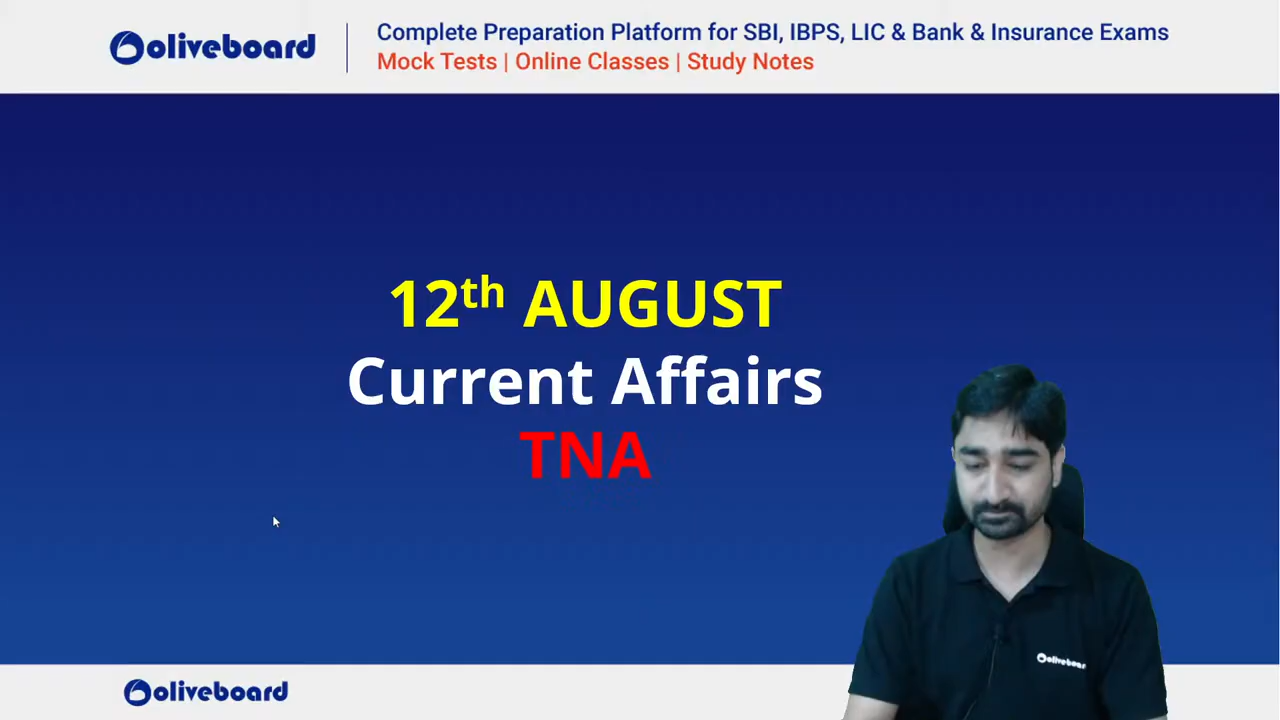 oliveboard
Complete Preparation Platform for SBI, IBPS, LIC & Bank & Insurance Exams
Mock Tests | Online Classes | Study Notes
12th AUGUST
Current Affairs
TNA
oliveboard
oliveboard